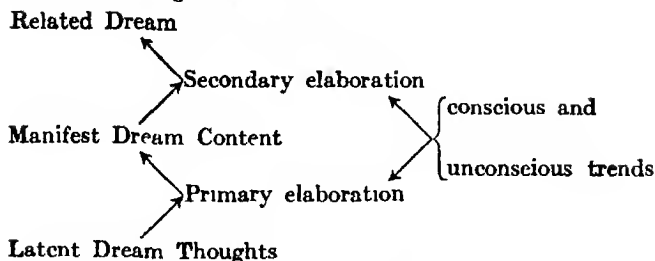 Related Dream
Secondary elaboration
conscious and
Manifest Dream Content
unconscious trends
Primary elaboration
Latent Dream Thoughts